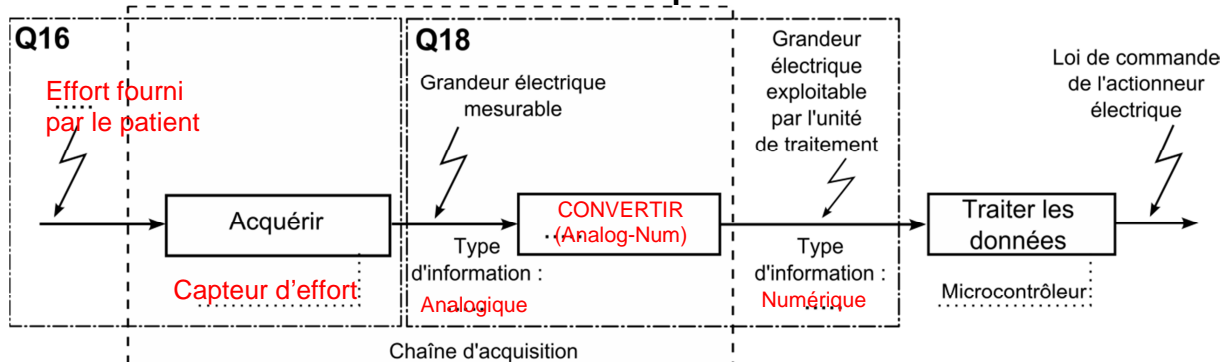 Q16
Effort fourni
par le patient
Acquérir
Capteur d’effort
Q18
Grandeur électrique
mesurable
Type
d'information :
Analogique
CONVERTIR
(Analog-Num)
Grandeur
électrique
exploitable
par l'unité
de traitement
Type
d'information :
Numérique
Traiter les
données
Microcontrôleur
Loi de commande
de l'actionneur
électrique
Chaîne d'acquisition